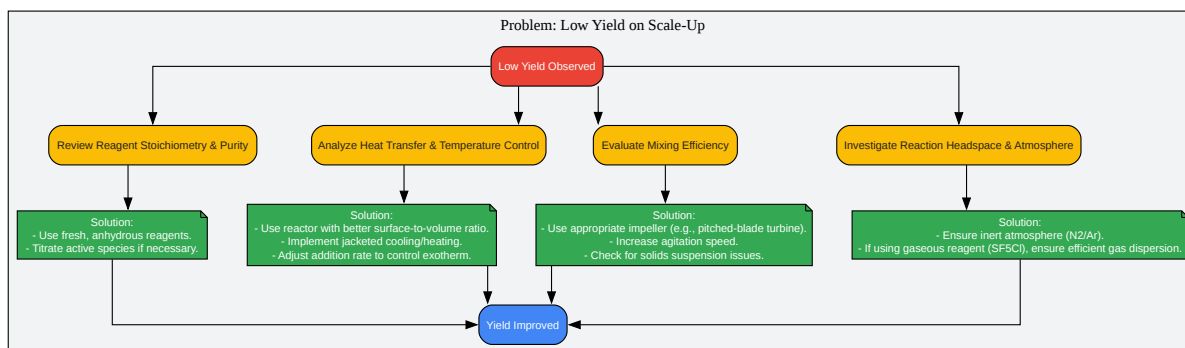 Problem: Low Yield on Scale-Up
Low Yield Observed
Review Reagent Stoichiometry & Purity
Analyze Heat Transfer & Temperature Control
Evaluate Mixing Efficiency
Investigate Reaction Headspace & Atmosphere
Solution:
- Use fresh, anhydrous reagents.
- Titrate active species if necessary.
Solution:
- Use reactor with better surface-to-volume ratio.
- Implement jacketed cooling/heating.
- Adjust addition rate to control exotherm.
Solution:
- Use appropriate impeller (e.g., pitched-blade turbine).
- Increase agitation speed.
- Check for solids suspension issues.
Solution:
- Ensure inert atmosphere (N2/Ar).
- If using gaseous reagent (SF5Cl), ensure efficient gas dispersion.
Yield Improved